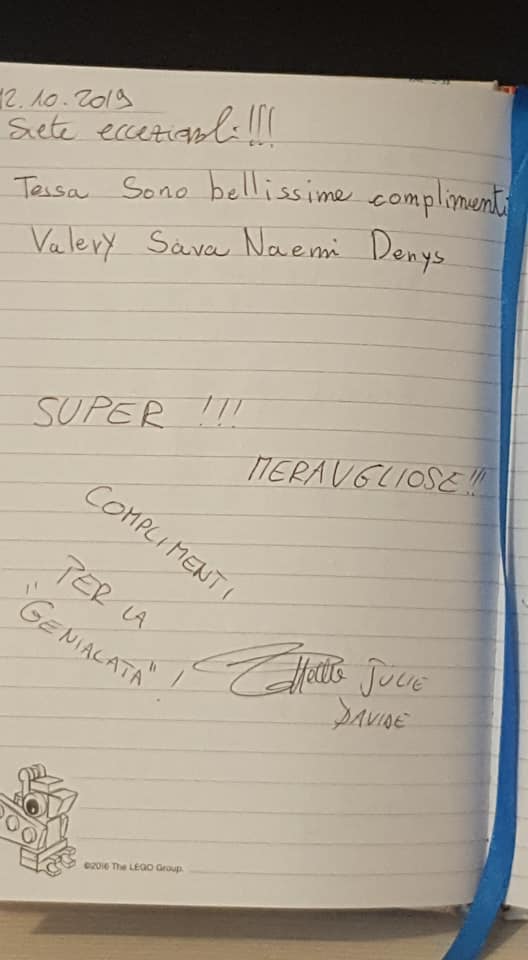 12.10.2019
Siete eccezionali!!!
Tessa Sono bellissime complimenti
Valery Sava Naemi Denys
SUPER !!!
MERAVGLIOSE!!!
COMPLIMENTI
PER LA
"GENIALATA" !
JULIE
DAVIDE
©2016 The LEGO Group.